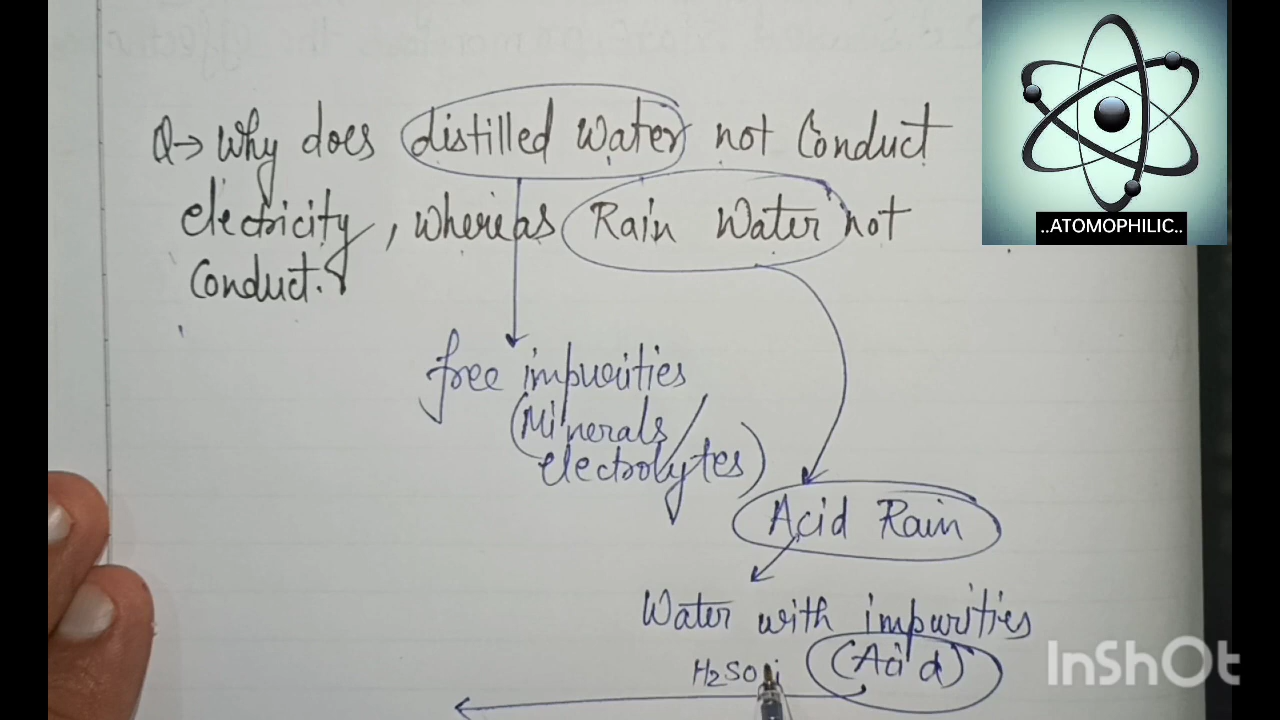 Q→ Why does distilled water not Conduct
electricity, whereas Rain Water not
Conduct.
free impurities
(Minerals/
electrolytes)
Acid Rain
Water with impurities
(Acid)
H2SO
..ATOMOPHILIC..
InShOt